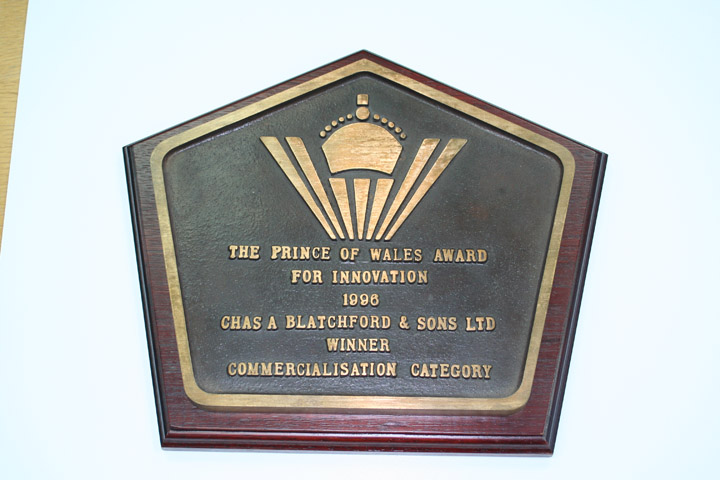 THE PRINCE OF WALES AWARD
FOR INNOVATION
1996
CHAS A BLATCHFORD & SONS LTD
WINNER
COMMERCIALISATION CATEGORY